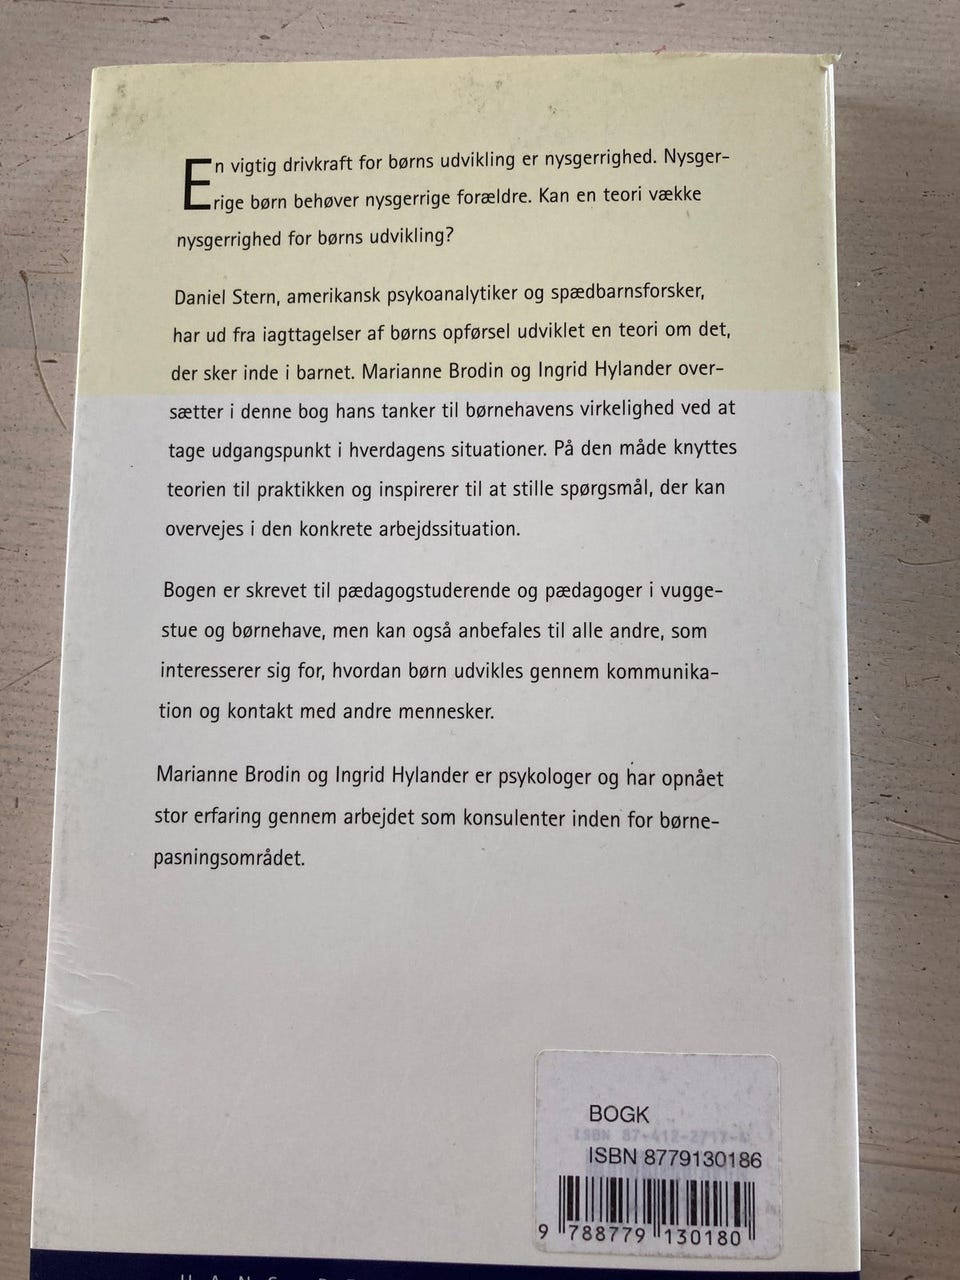 En vigtig drivkraft for børns udvikling er nysgerrighed. Nysger-
rige børn behøver nysgerrige forældre. Kan en teori vække
nysgerrighed for børns udvikling?
Daniel Stern, amerikansk psykoanalytiker og spædbarnsforsker,
har ud fra iagttagelser af børns opførsel udviklet en teori om det,
der sker inde i barnet. Marianne Brodin og Ingrid Hylander over-
sætter i denne bog hans tanker til børnehavens virkelighed ved at
tage udgangspunkt i hverdagens situationer. På den måde knyttes
teorien til praktikken og inspirerer til at stille spørgsmål, der kan
overvejes i den konkrete arbejdssituation.
Bogen er skrevet til pædagogstuderende og pædagoger i vugge-
stue og børnehave, men kan også anbefales til alle andre, som
interesserer sig for, hvordan børn udvikles gennem kommunika-
tion og kontakt med andre mennesker.
Marianne Brodin og Ingrid Hylander er psykologer og har opnået
stor erfaring gennem arbejdet som konsulenter inden for børne-
pasningsområdet.
BOGK
ISBN 8779130186
9 788779 130180